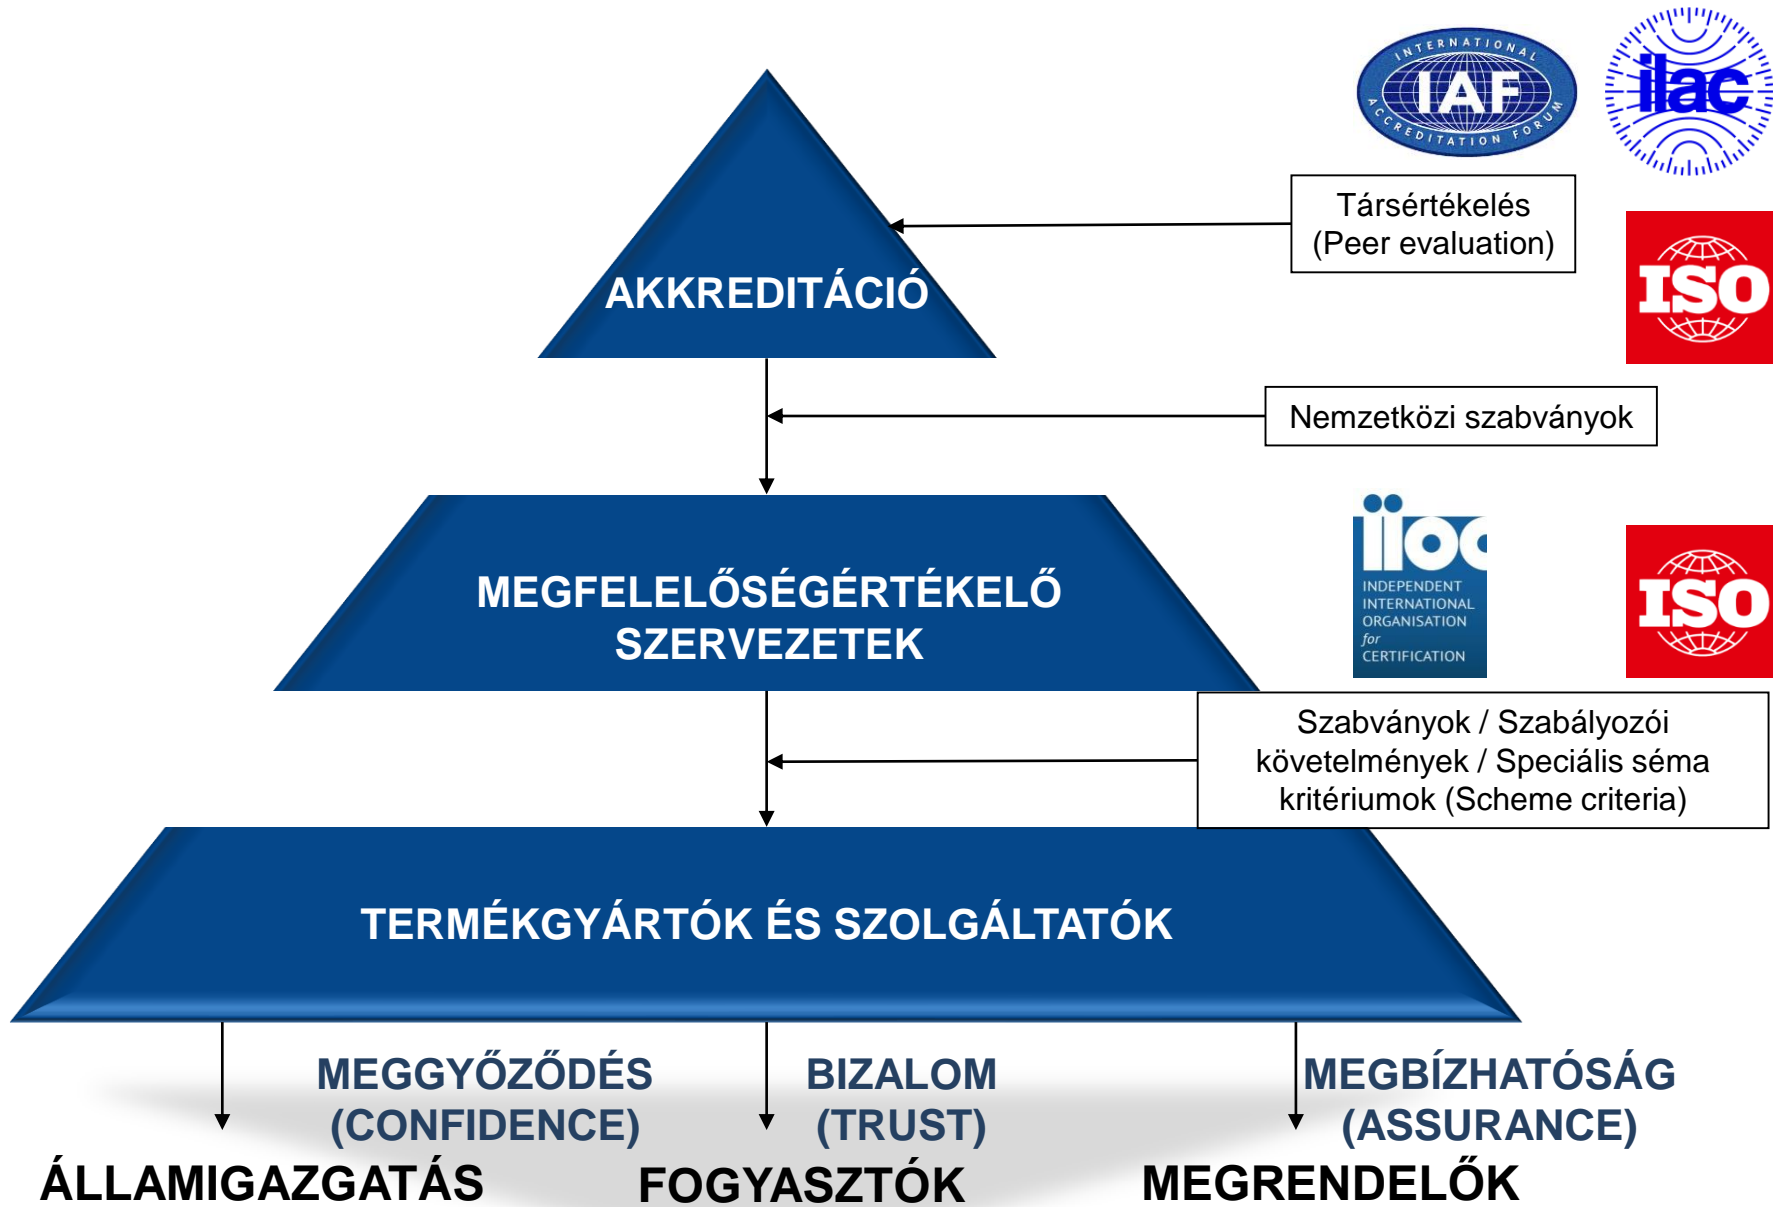 INTERNATIONAL
IAF
ACCREDITATION FORUM
ilac
Társértékelés
(Peer evaluation)
ISO
AKKREDITÁCIÓ
Nemzetközi szabványok
MEGFELELŐSÉGÉRTÉKELŐ
SZERVEZETEK
iioc
INDEPENDENT
INTERNATIONAL
ORGANISATION
for
CERTIFICATION
ISO
Szabványok / Szabályozói
követelmények / Speciális séma
kritériumok (Scheme criteria)
TERMÉKGYÁRTÓK ÉS SZOLGÁLTATÓK
MEGGYŐZŐDÉS
(CONFIDENCE)
BIZALOM
(TRUST)
MEGBÍZHATÓSÁG
(ASSURANCE)
ÁLLAMIGAZGATÁS
FOGYASZTÓK
MEGRENDELŐK